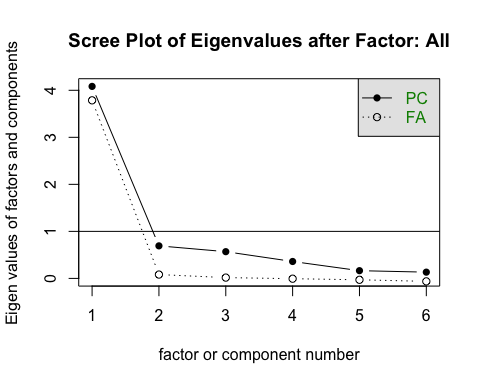 Scree Plot of Eigenvalues after Factor: All
Eigen values of factors and components
4
3
2
1
0
PC
FA
1 2 3 4 5 6
factor or component number